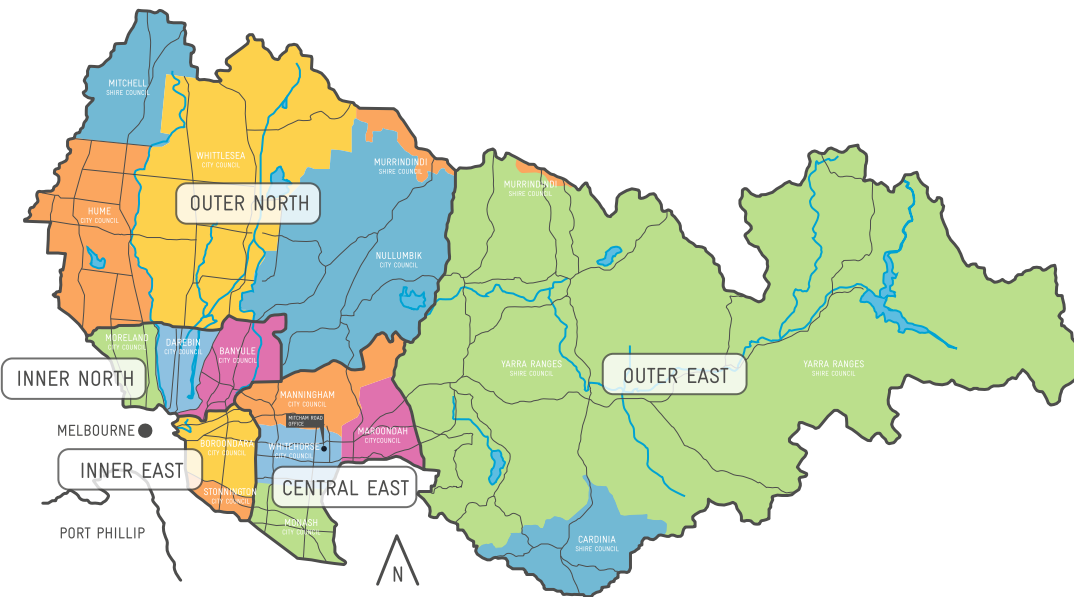 MITCHELL
SHIRE COUNCIL
WHITTLESEA
CITY COUNCIL
MURRINDINDI
SHIRE COUNCIL
MURRINDINDI
SHIRE COUNCIL
OUTER NORTH
HUME
CITY COUNCIL
NULLUMBIK
CITY COUNCIL
MORELAND
CITY COUNCIL
DAREBIN
CITY COUNCIL
BANYULE
CITY COUNCIL
INNER NORTH
YARRA RANGES
SHIRE COUNCIL
OUTER EAST
YARRA RANGES
SHIRE COUNCIL
MANNINGHAM
CITY COUNCIL
MITCHAM ROAD
OFFICE
MELBOURNE
MAROONDAH
CITYCOUNCIL
BOROONDARA
CITY COUNCIL
WHITEHORSE
CITY COUNCIL
INNER EAST
CENTRAL EAST
STONNINGTON
CITY COUNCIL
MONASH
CITY COUNCIL
PORT PHILLIP
CARDINIA
SHIRE COUNCIL
N